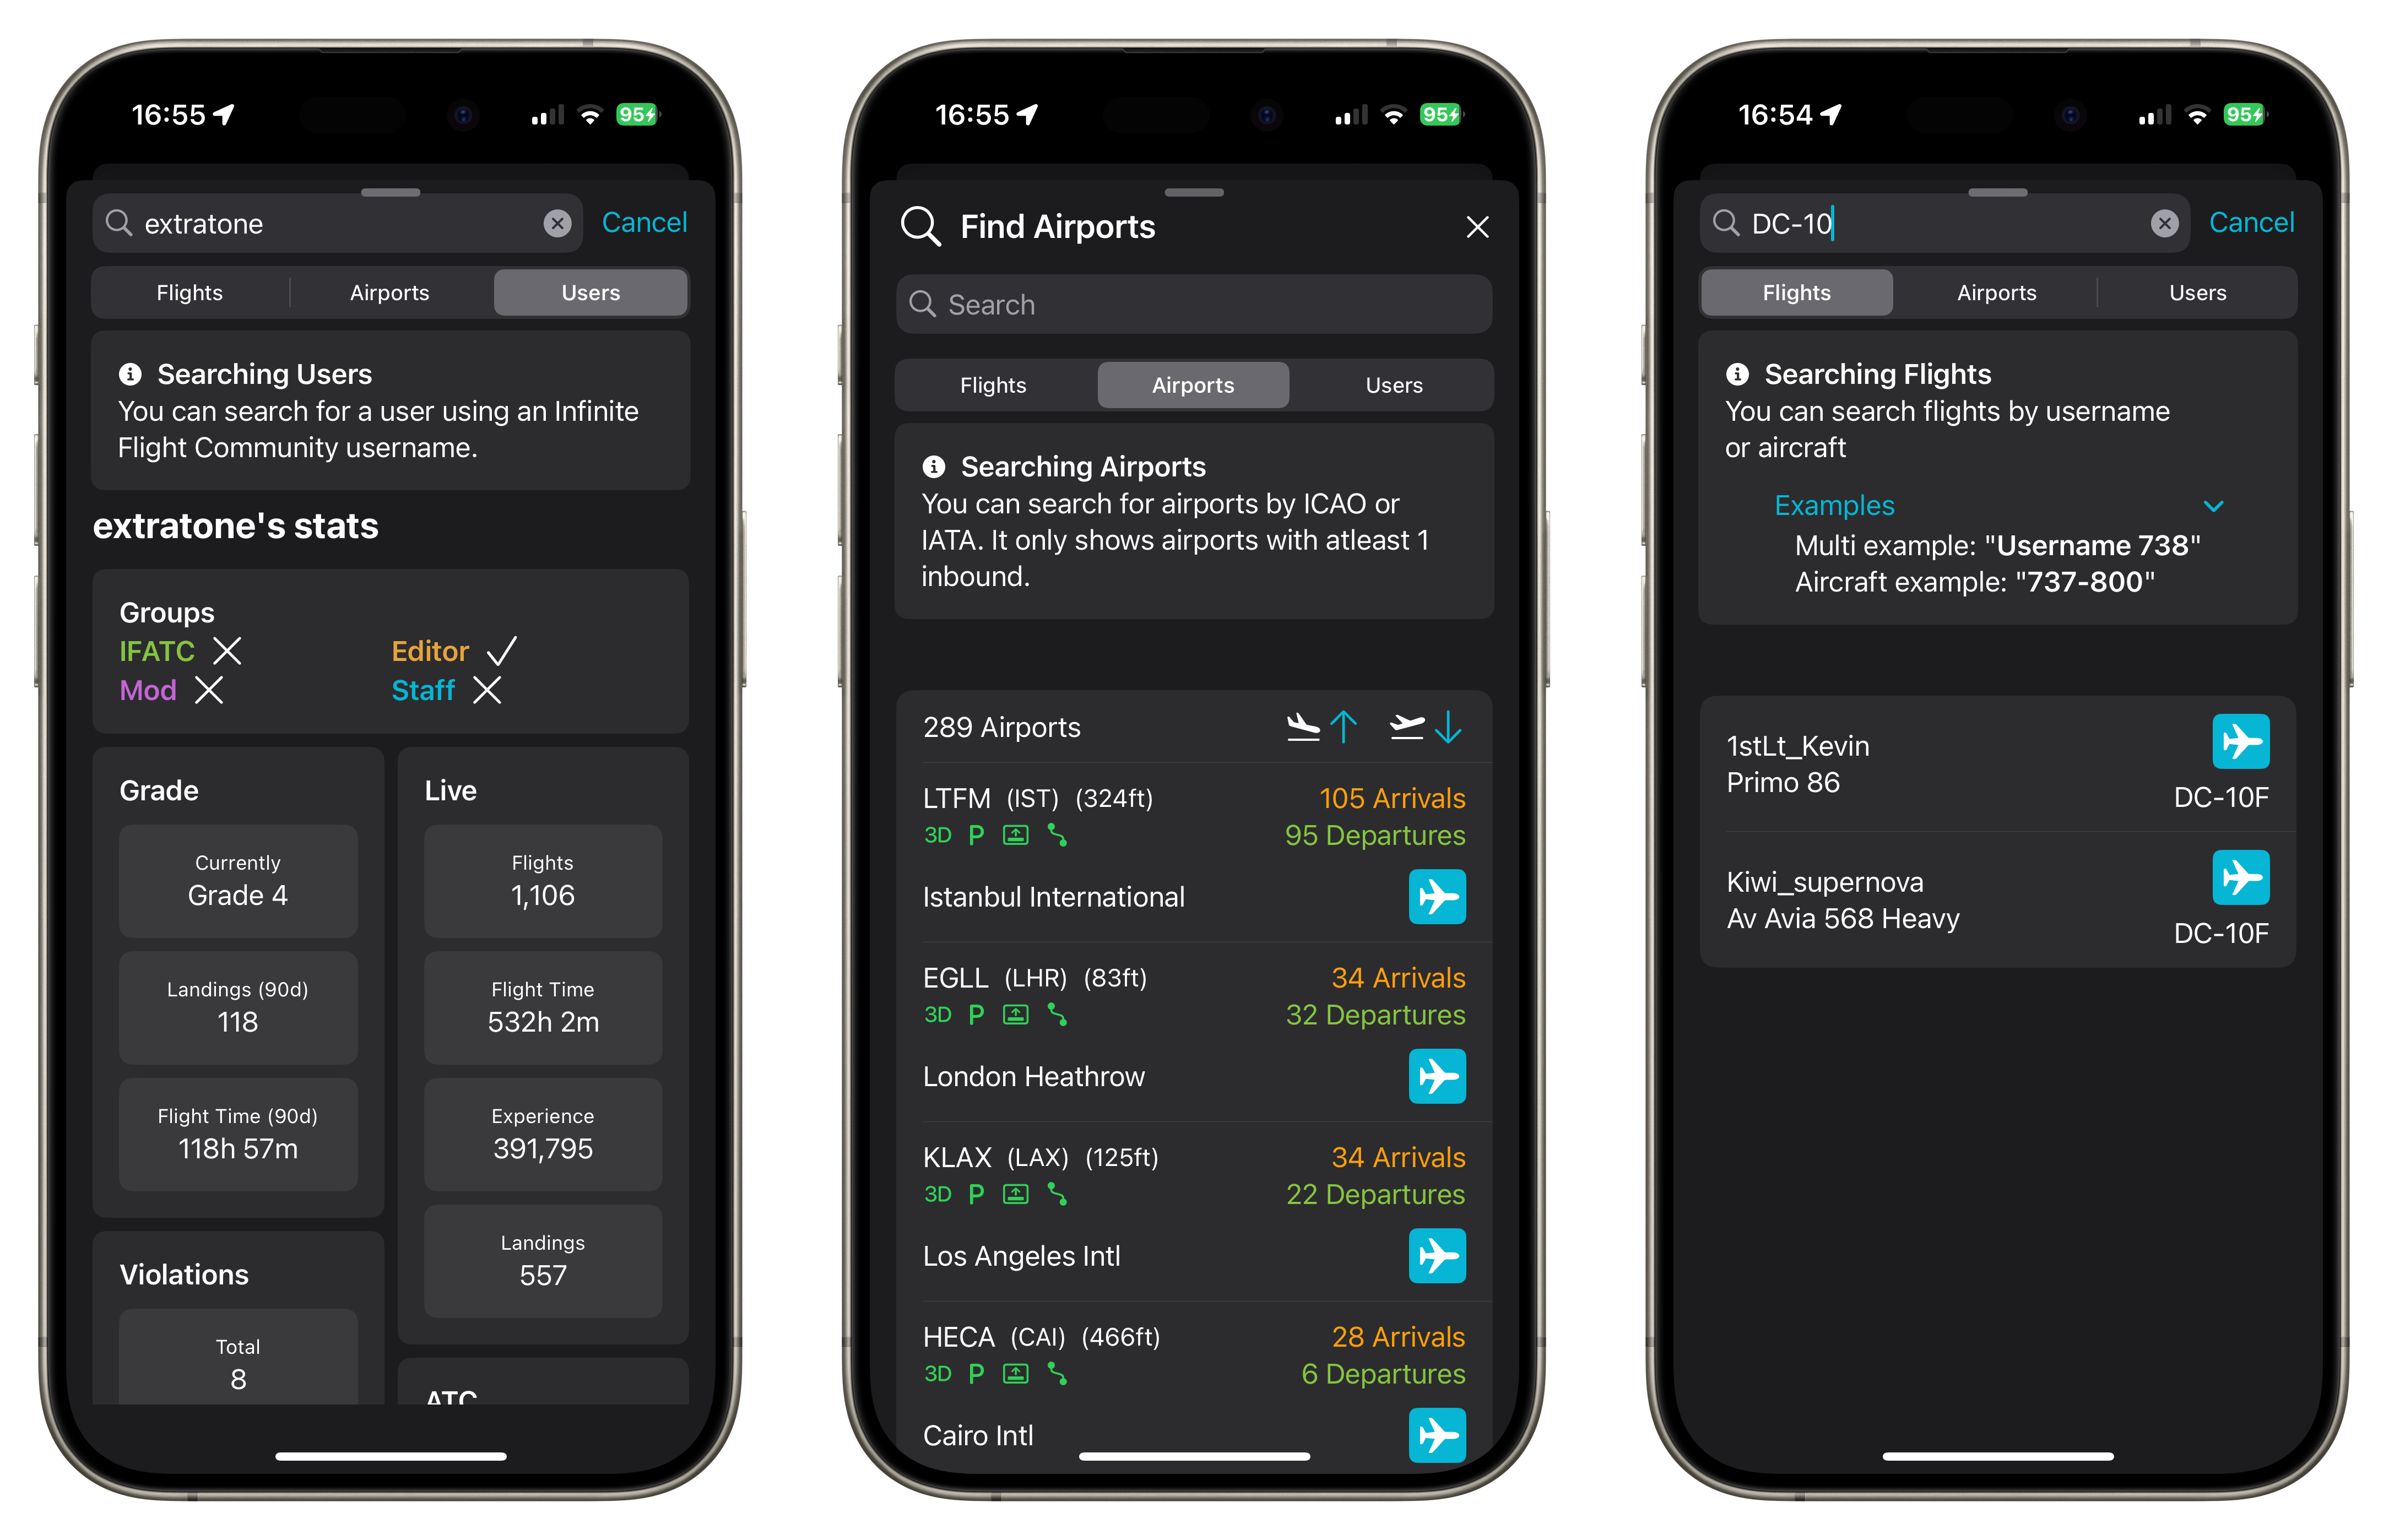 16:55
95
extratone
Cancel
Flights
Airports
Users
Searching Users
You can search for a user using an Infinite
Flight Community username.
extratone's stats
Groups
IFATC
Editor
Mod
Staff
Grade
Currently
Grade 4
Landings (90d)
118
Flight Time (90d)
118h 57m
Violations
Total
8
Live
Flights
1,106
Flight Time
532h 2m
Experience
391,795
Landings
557
ATC
16:55
95
Find Airports
Search
Flights
Airports
Users
Searching Airports
You can search for airports by ICAO or
IATA. It only shows airports with atleast 1
inbound.
289 Airports
LTFM (IST) (324ft)
105 Arrivals
3D P
95 Departures
Istanbul International
EGLL (LHR) (83ft)
34 Arrivals
3D P
32 Departures
London Heathrow
KLAX (LAX) (125ft)
34 Arrivals
3D P
22 Departures
Los Angeles Intl
HECA (CAI) (466ft)
28 Arrivals
3D P
6 Departures
Cairo Intl
16:54
95
DC-10
Cancel
Flights
Airports
Users
Searching Flights
You can search flights by username
or aircraft
Examples
Multi example: "Username 738"
Aircraft example: "737-800"
1stLt_Kevin
Primo 86
DC-10F
Kiwi_supernova
Av Avia 568 Heavy
DC-10F